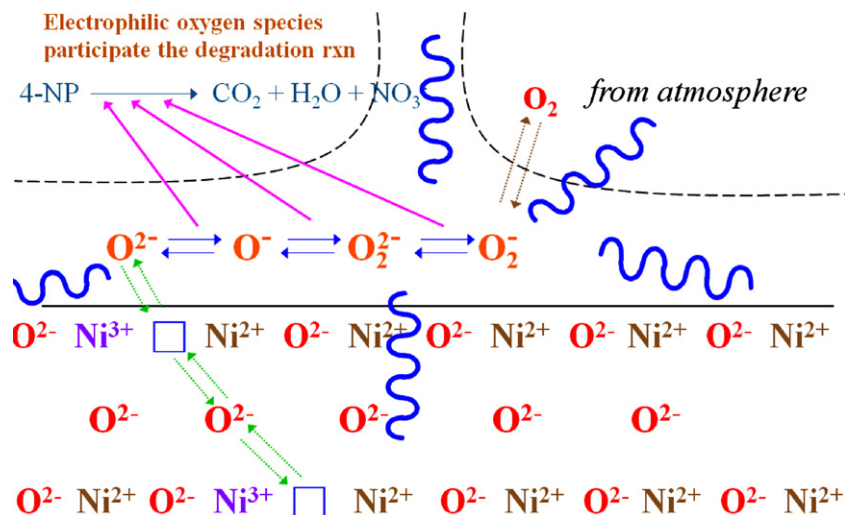 Electrophilic oxygen species
participate the degradation rxn
4-NP CO₂ + H₂O + NO₃⁻
O₂ from atmosphere
O²⁻ O⁻ O₂²⁻ O₂⁻
O²⁻ Ni³⁺ Ni²⁺ O²⁻ Ni²⁺ O²⁻ Ni²⁺ O²⁻ Ni²⁺ O²⁻ Ni²⁺
O²⁻ O²⁻ O²⁻ O²⁻ O²⁻
O²⁻ Ni²⁺ O²⁻ Ni³⁺ Ni²⁺ O²⁻ Ni²⁺ O²⁻ Ni²⁺ O²⁻ Ni²⁺